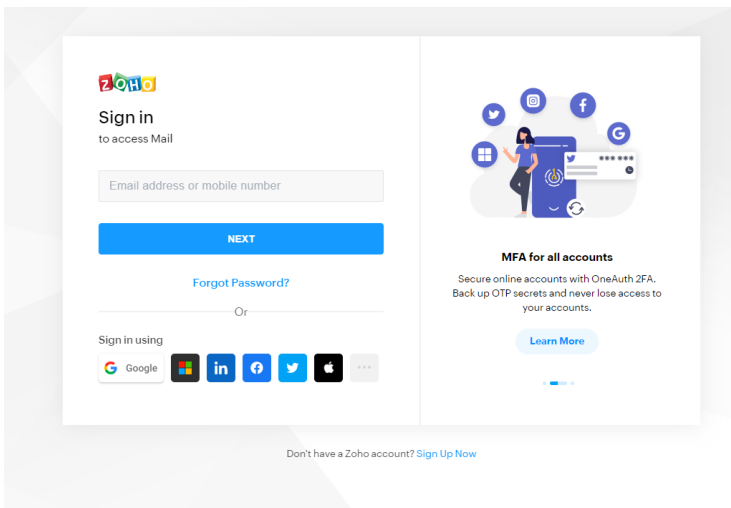 ZOHO
Sign in
to access Mail
Email address or mobile number
NEXT
Forgot Password?
Or
Sign in using
Google
in
MFA for all accounts
Secure online accounts with OneAuth 2FA.
Back up OTP secrets and never lose access to
your accounts.
Learn More
Don't have a Zoho account? Sign Up Now